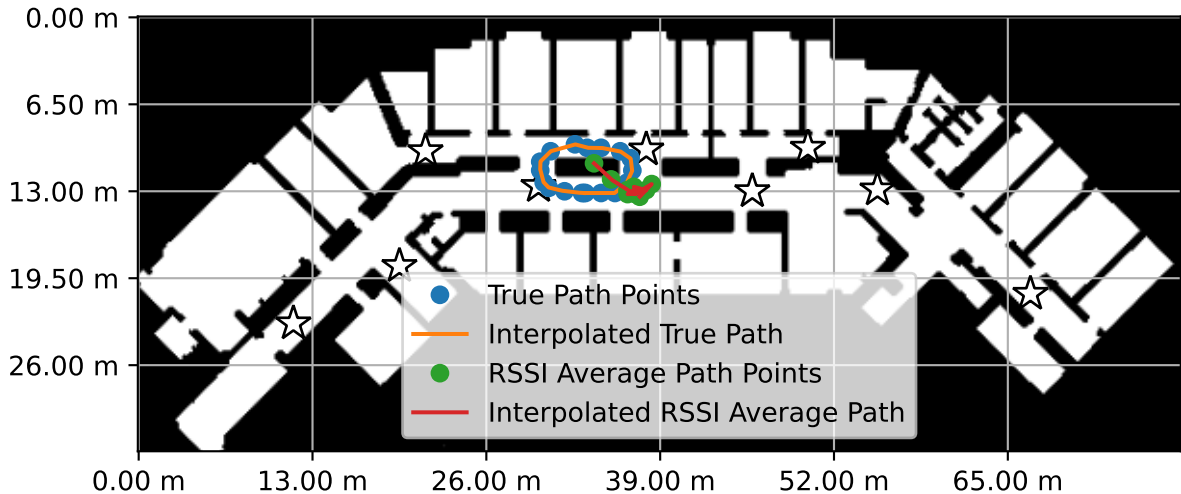 0.00 m
6.50 m
13.00 m
19.50 m
26.00 m
True Path Points
Interpolated True Path
RSSI Average Path Points
Interpolated RSSI Average Path
0.00 m 13.00 m 26.00 m 39.00 m 52.00 m 65.00 m